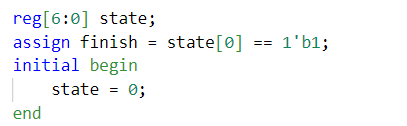 reg[6:0] state;
assign finish = state[0] == 1'b1;
initial begin
    state = 0;
end